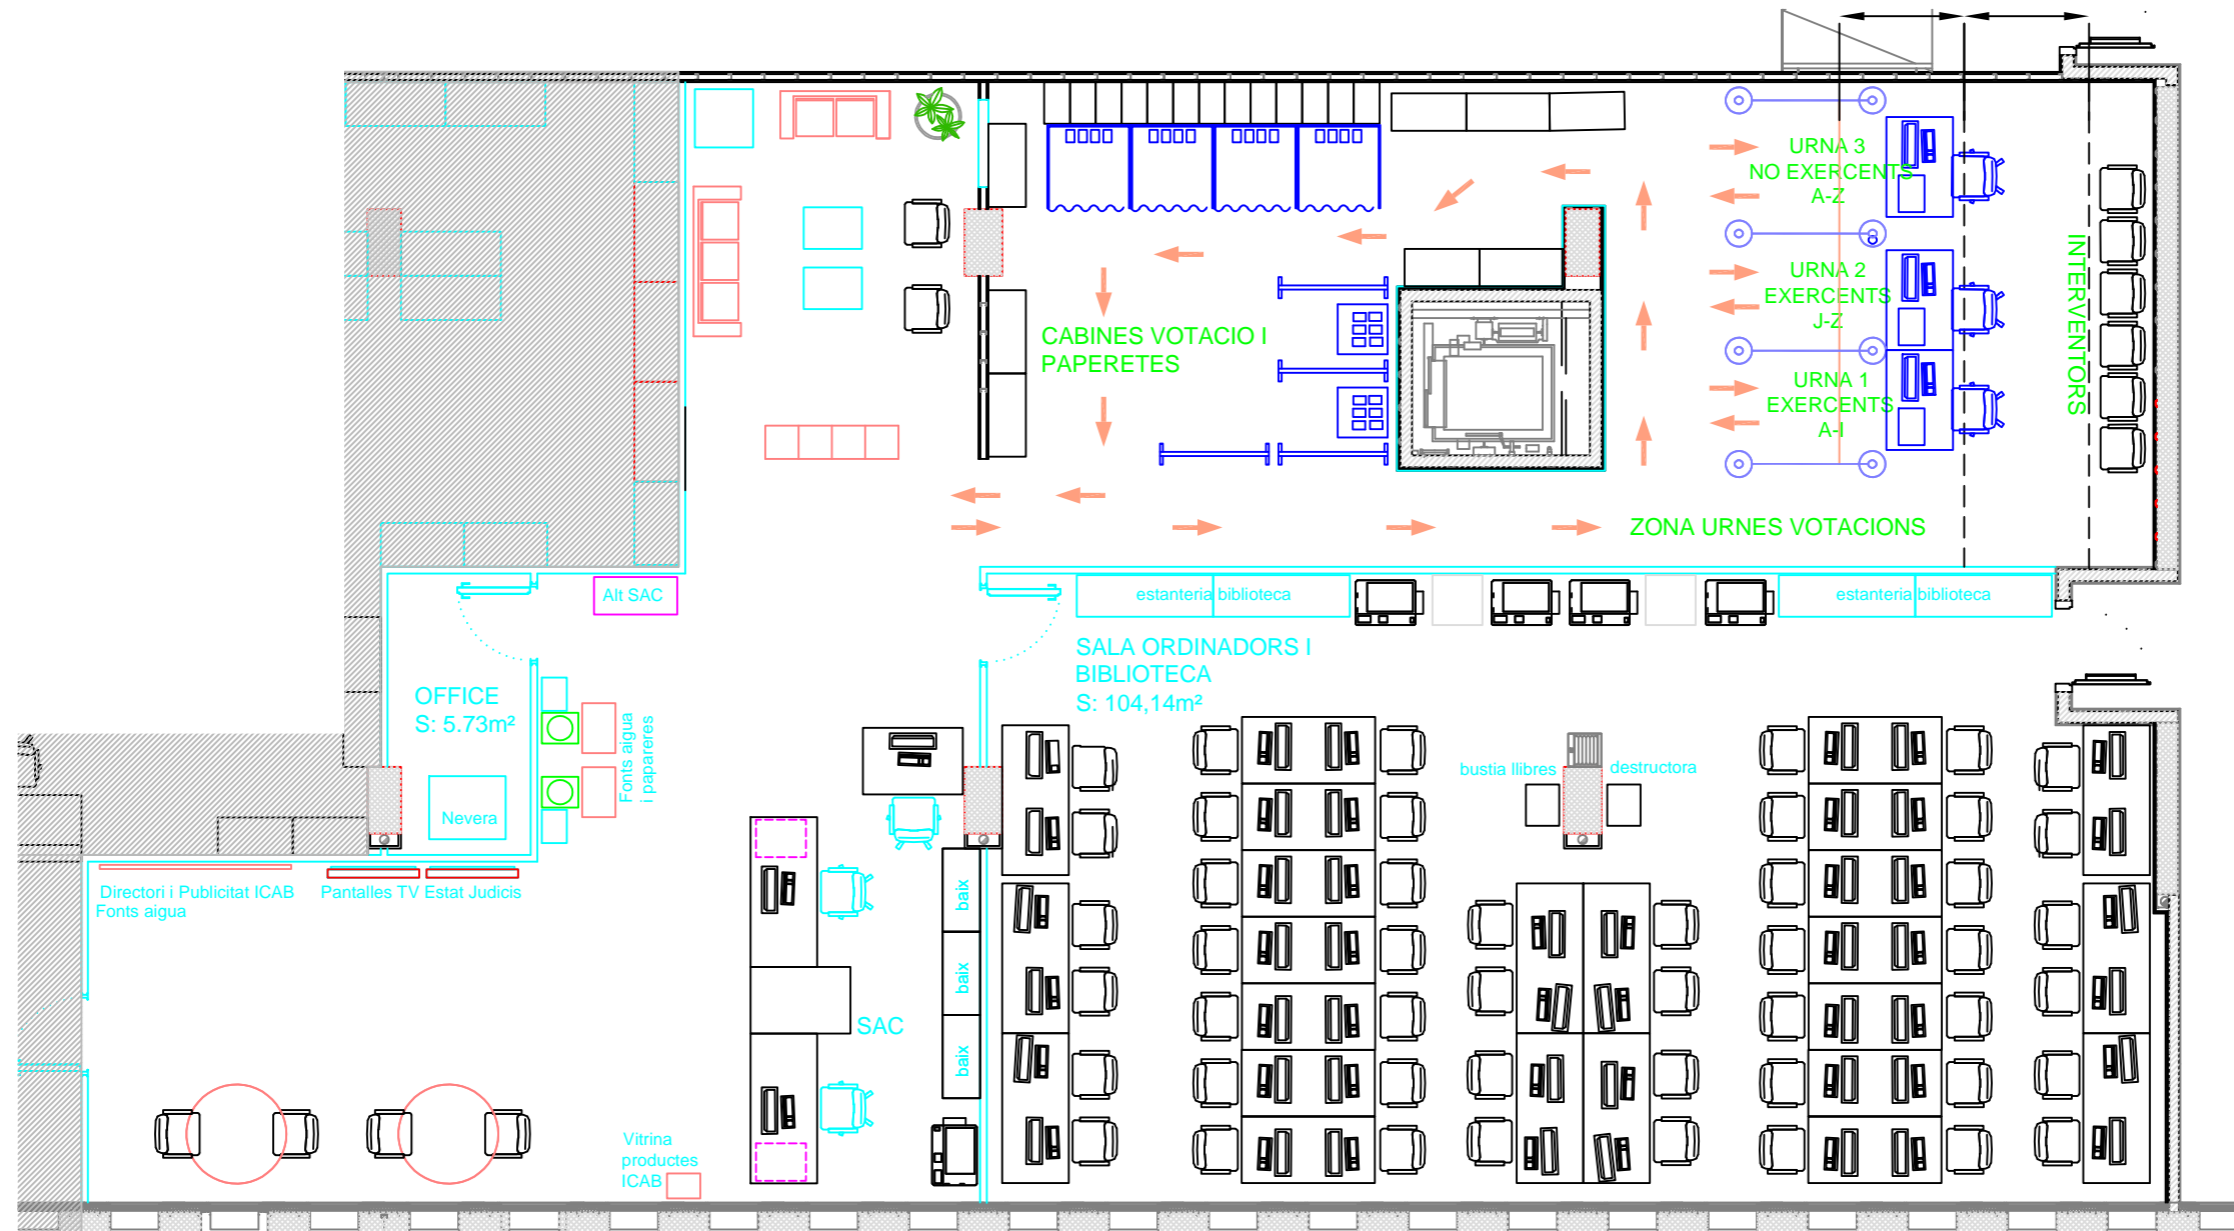 URNA 3
NO EXERCENTS
A-Z
URNA 2
EXERCENTS
J-Z
INTERVENTORS
CABINES VOTACIO I
PAPERETES
URNA 1
EXERCENTS
A-I
ZONA URNES VOTACIONS
Alt SAC
estanteria biblioteca
estanteria biblioteca
SALA ORDINADORS I
BIBLIOTECA
S: 104,14m²
OFFICE
S: 5.73m²
Fonts aigua
i papareres
bustia llibres
destructora
Nevera
Directori i Publicitat ICAB
Fonts aigua
Pantalles TV Estat Judicis
baix
baix
baix
SAC
Vitrina
productes
ICAB